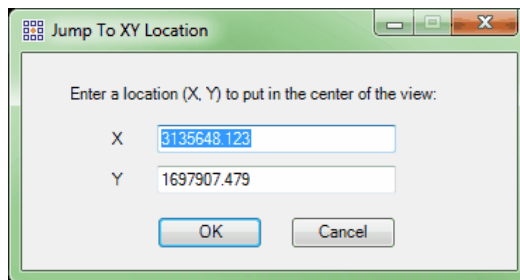 Jump To XY Location
Enter a location (X, Y) to put in the center of the view:
X 3135648.123
Y 1697907.479
OK Cancel